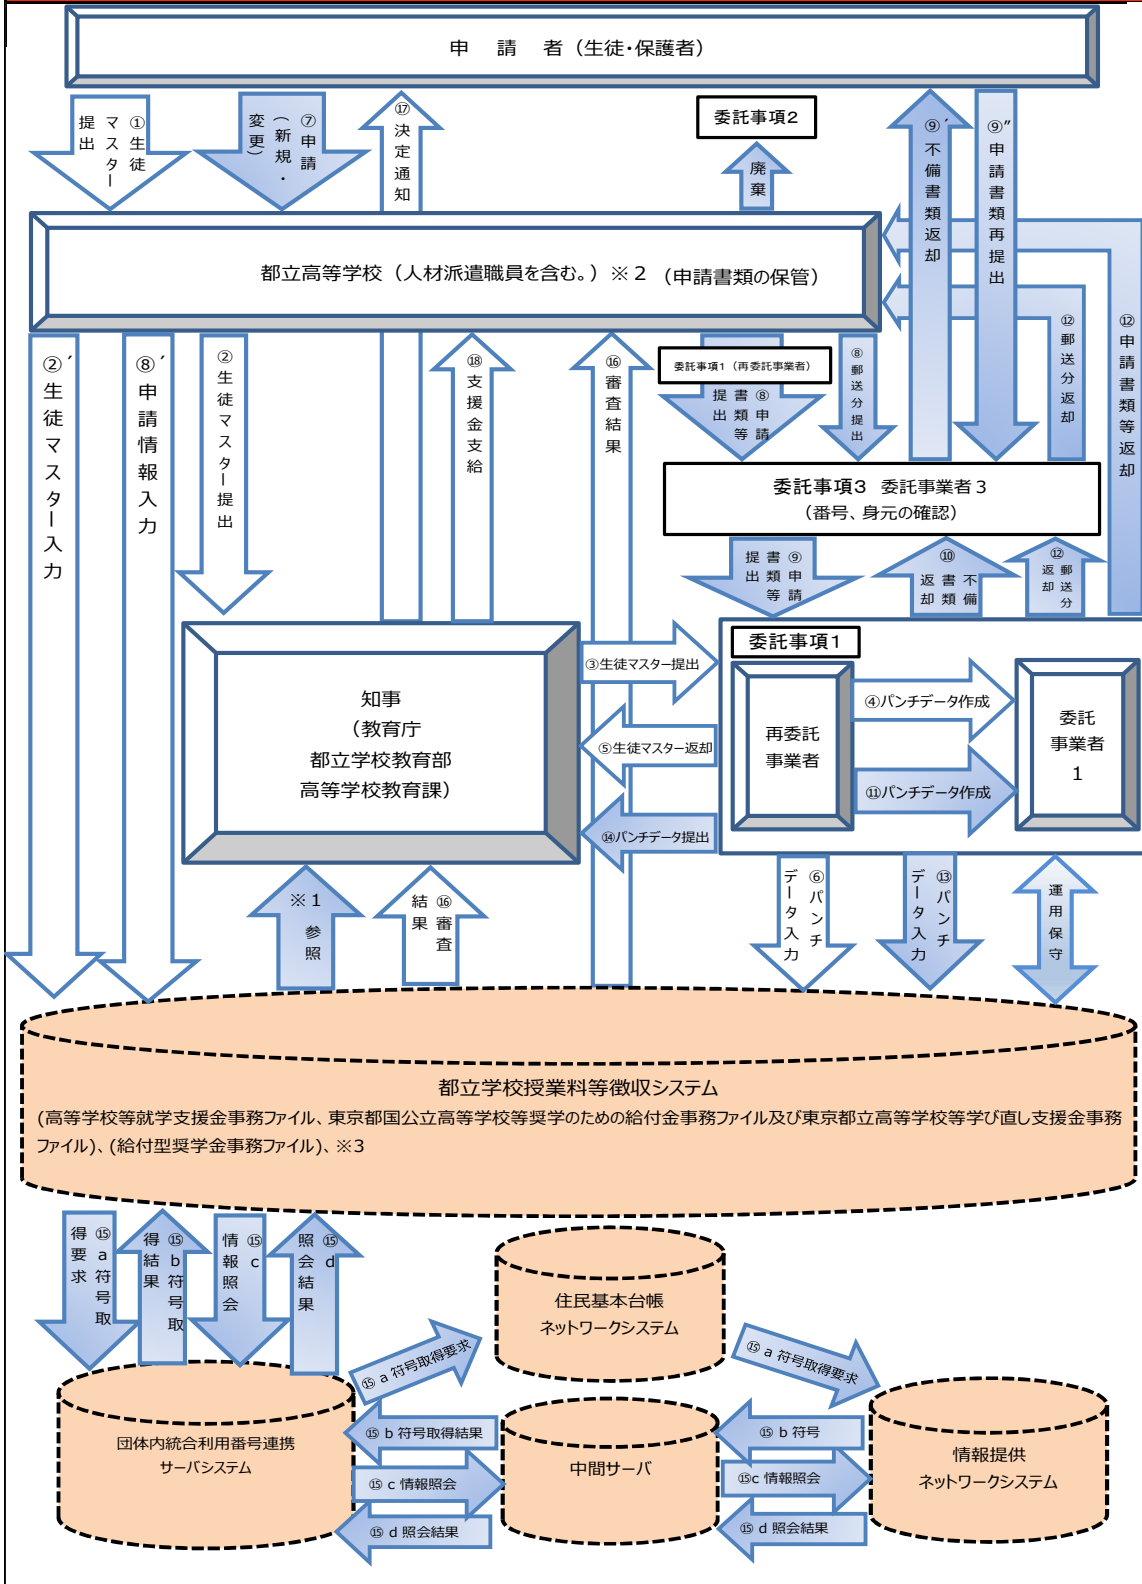 申 請 者（生徒・保護者）
①生徒
マスター
提出
⑦申請
（新規・
変更）
⑰決定通知
委託事項2
廃棄
⑨´不備書類返却
⑨”申請書類再提出
都立高等学校（人材派遣職員を含む。）※２（申請書類の保管）
②´生徒マスター入力
⑧´申請情報入力
②生徒マスター提出
⑱支援金支給
⑯審査結果
委託事項1（再委託事業者）
⑧申請
書類等
提出
⑧郵送分提出
⑫郵送分返却
⑫申請書類等返却
委託事項3 委託事業者３
（番号、身元の確認）
⑨申請
書類等
提出
⑩不備
書類
返却
⑫郵送分
返却
知事
（教育庁
都立学校教育部
高等学校教育課）
③生徒マスター提出
⑤生徒マスター返却
⑭パンチデータ提出
委託事項1
再委託
事業者
④パンチデータ作成
⑪パンチデータ作成
委託
事業者
1
※１
参照
⑯審査
結果
⑥パンチ
データ入力
⑬パンチ
データ入力
運用保守
都立学校授業料等徴収システム
(高等学校等就学支援金事務ファイル、東京都国公立高等学校等奨学のための給付金事務ファイル及び東京都立高等学校等学び直し支援金事務
ファイル)、(給付型奨学金事務ファイル)、※3
⑮a符号取
得要求
⑮b符号取
得結果
⑮c
情報照会
⑮d
照会結果
住民基本台帳
ネットワークシステム
⑮ a 符号取得要求
⑮ a 符号取得要求
団体内統合利用番号連携
サーバシステム
⑮ b 符号取得結果
⑮ c 情報照会
⑮ d 照会結果
中間サーバ
⑮ b 符号
⑮c 情報照会
⑮ d 照会結果
情報提供
ネットワークシステム